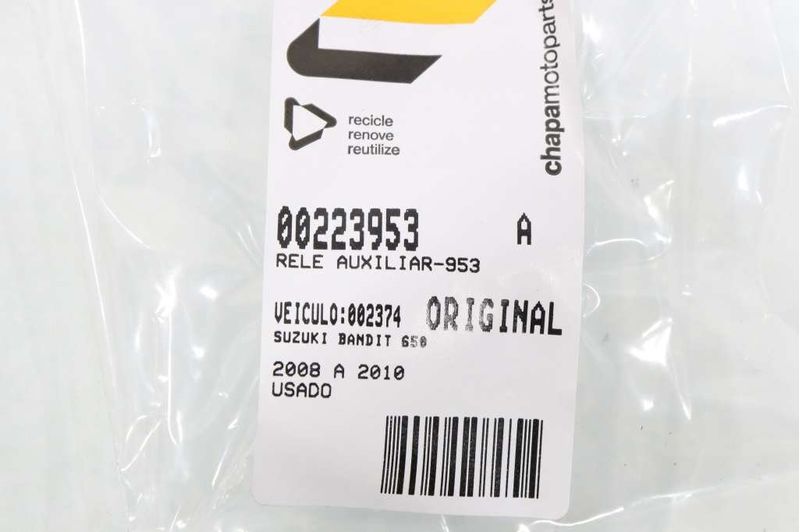 chapamotoparts
recicle
renove
reutilize
00223953 A
RELE AUXILIAR-953
VEICULO:002374 ORIGINAL
SUZUKI BANDIT 650
2008 A 2010
USADO